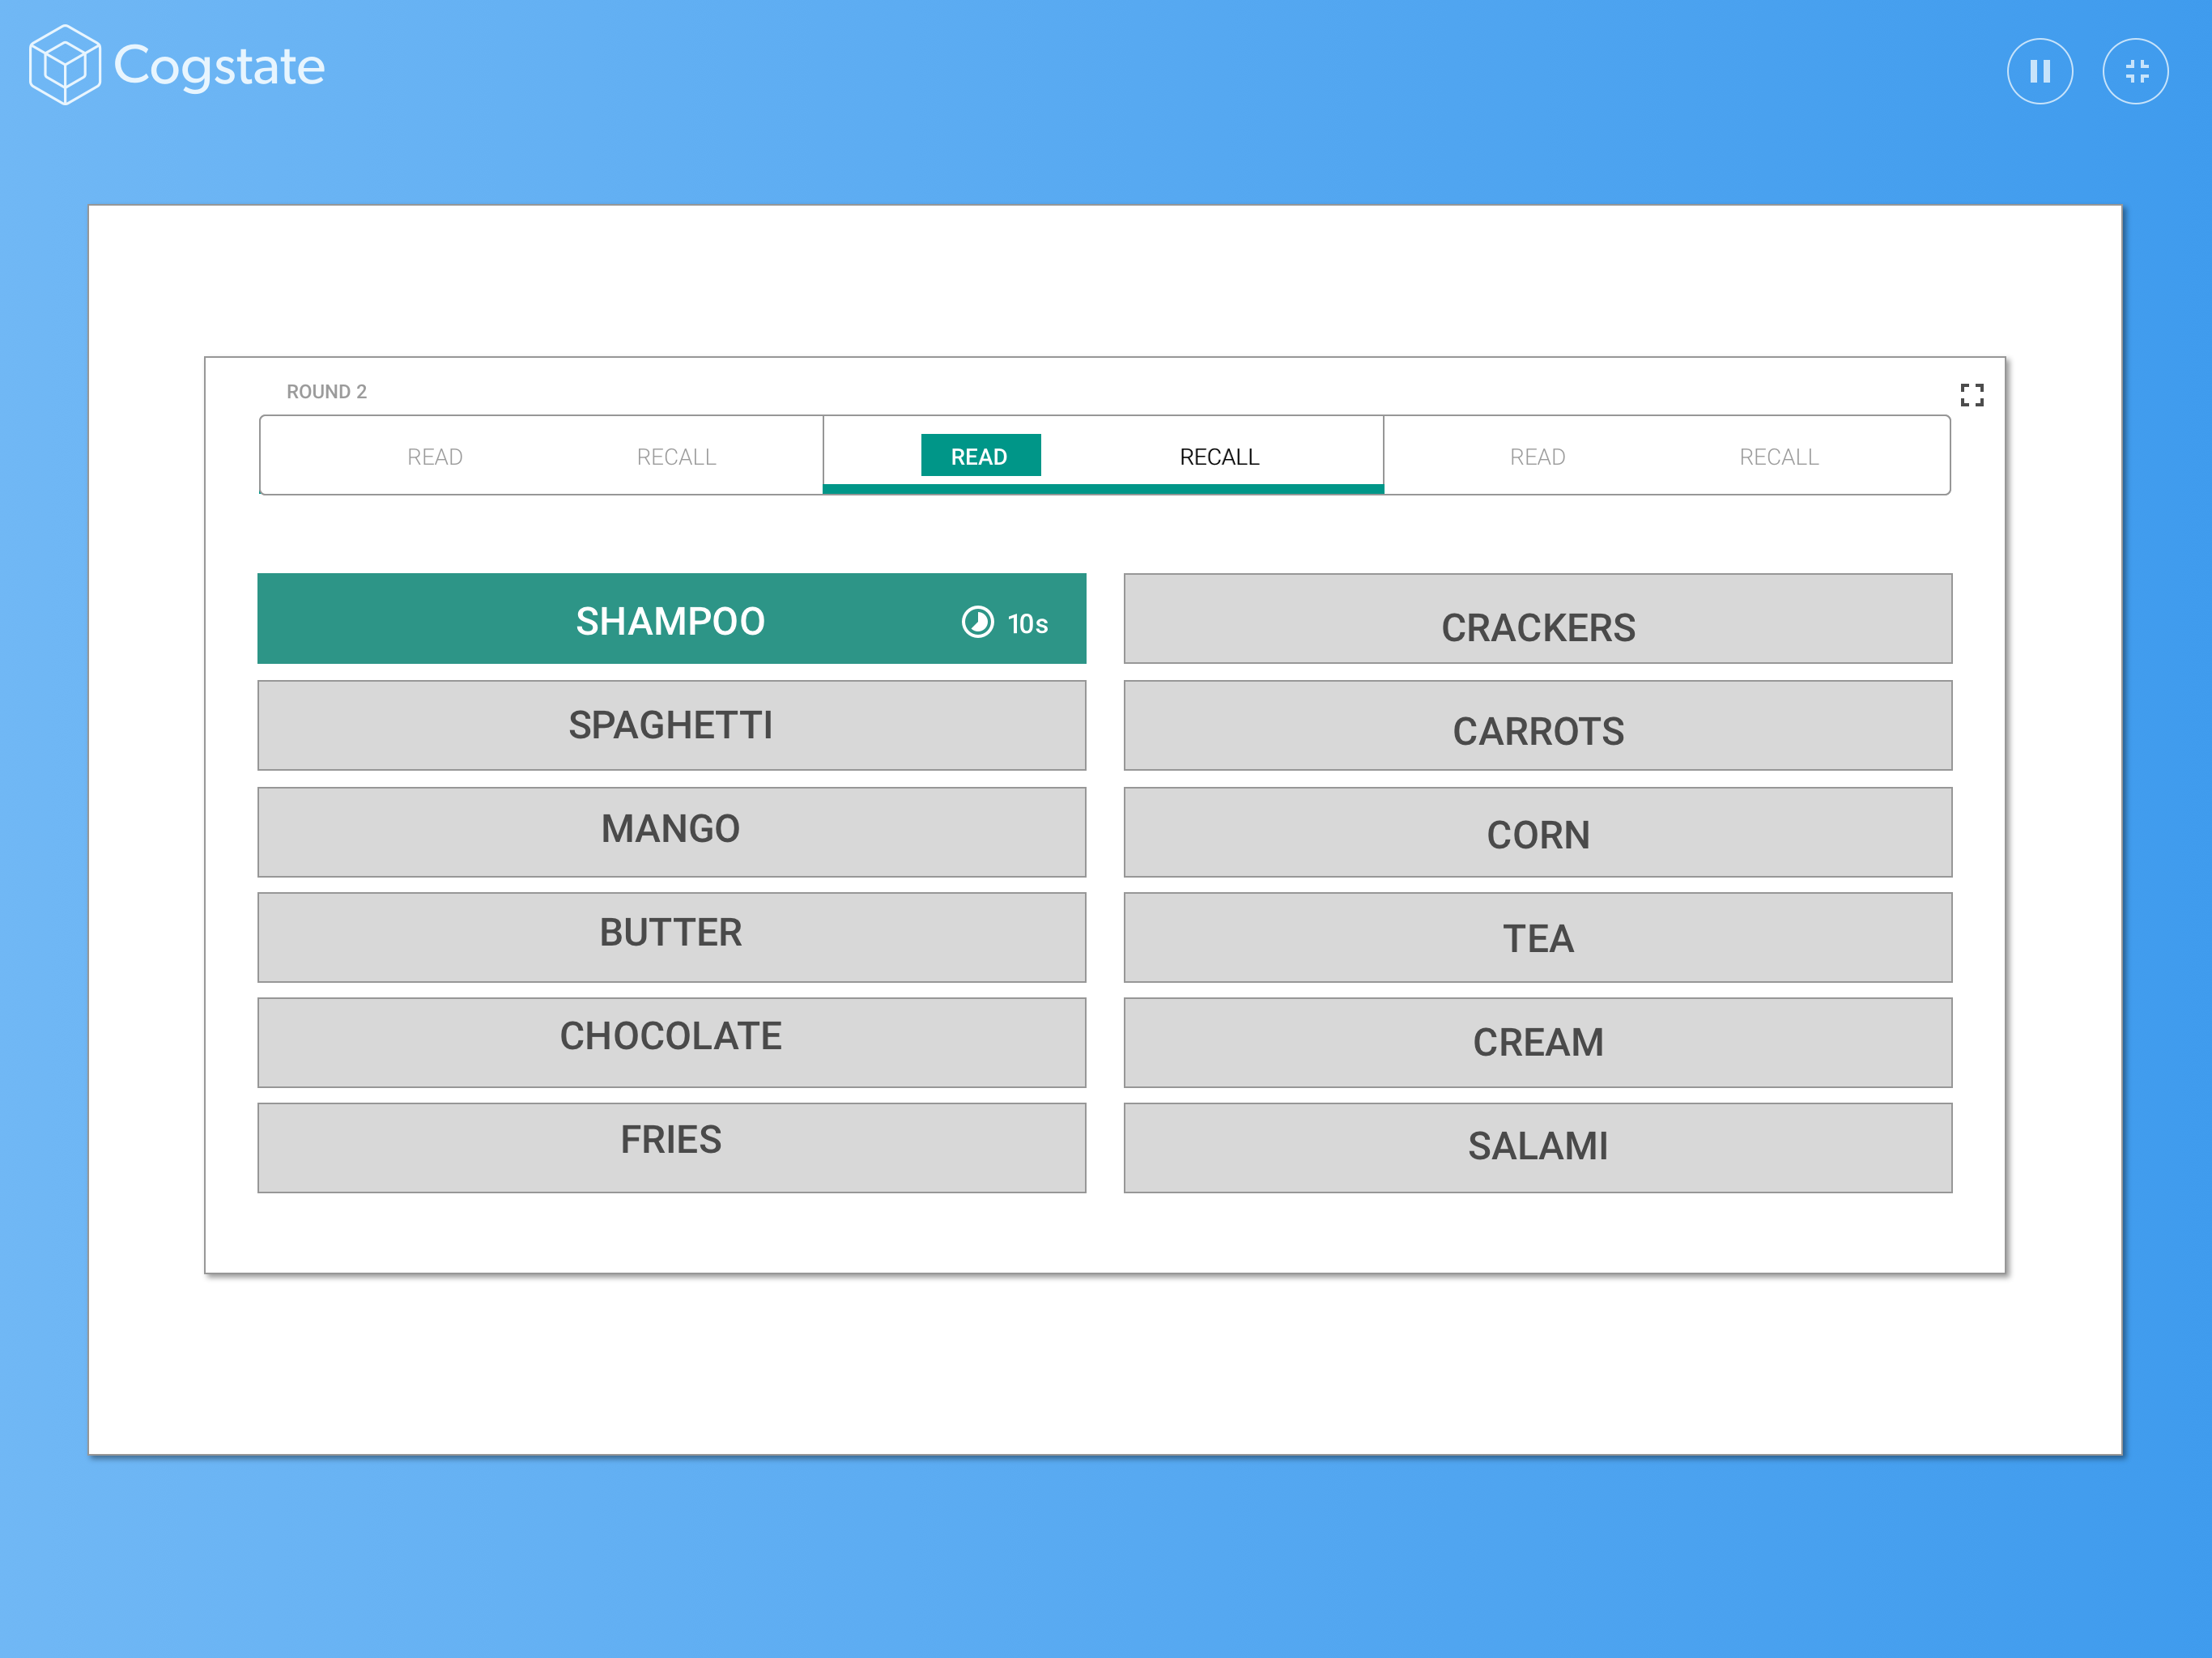 Cogstate
ROUND 2
READ RECALL READ RECALL READ RECALL
SHAMPOO 10s
SPAGHETTI
MANGO
BUTTER
CHOCOLATE
FRIES
CRACKERS
CARROTS
CORN
TEA
CREAM
SALAMI